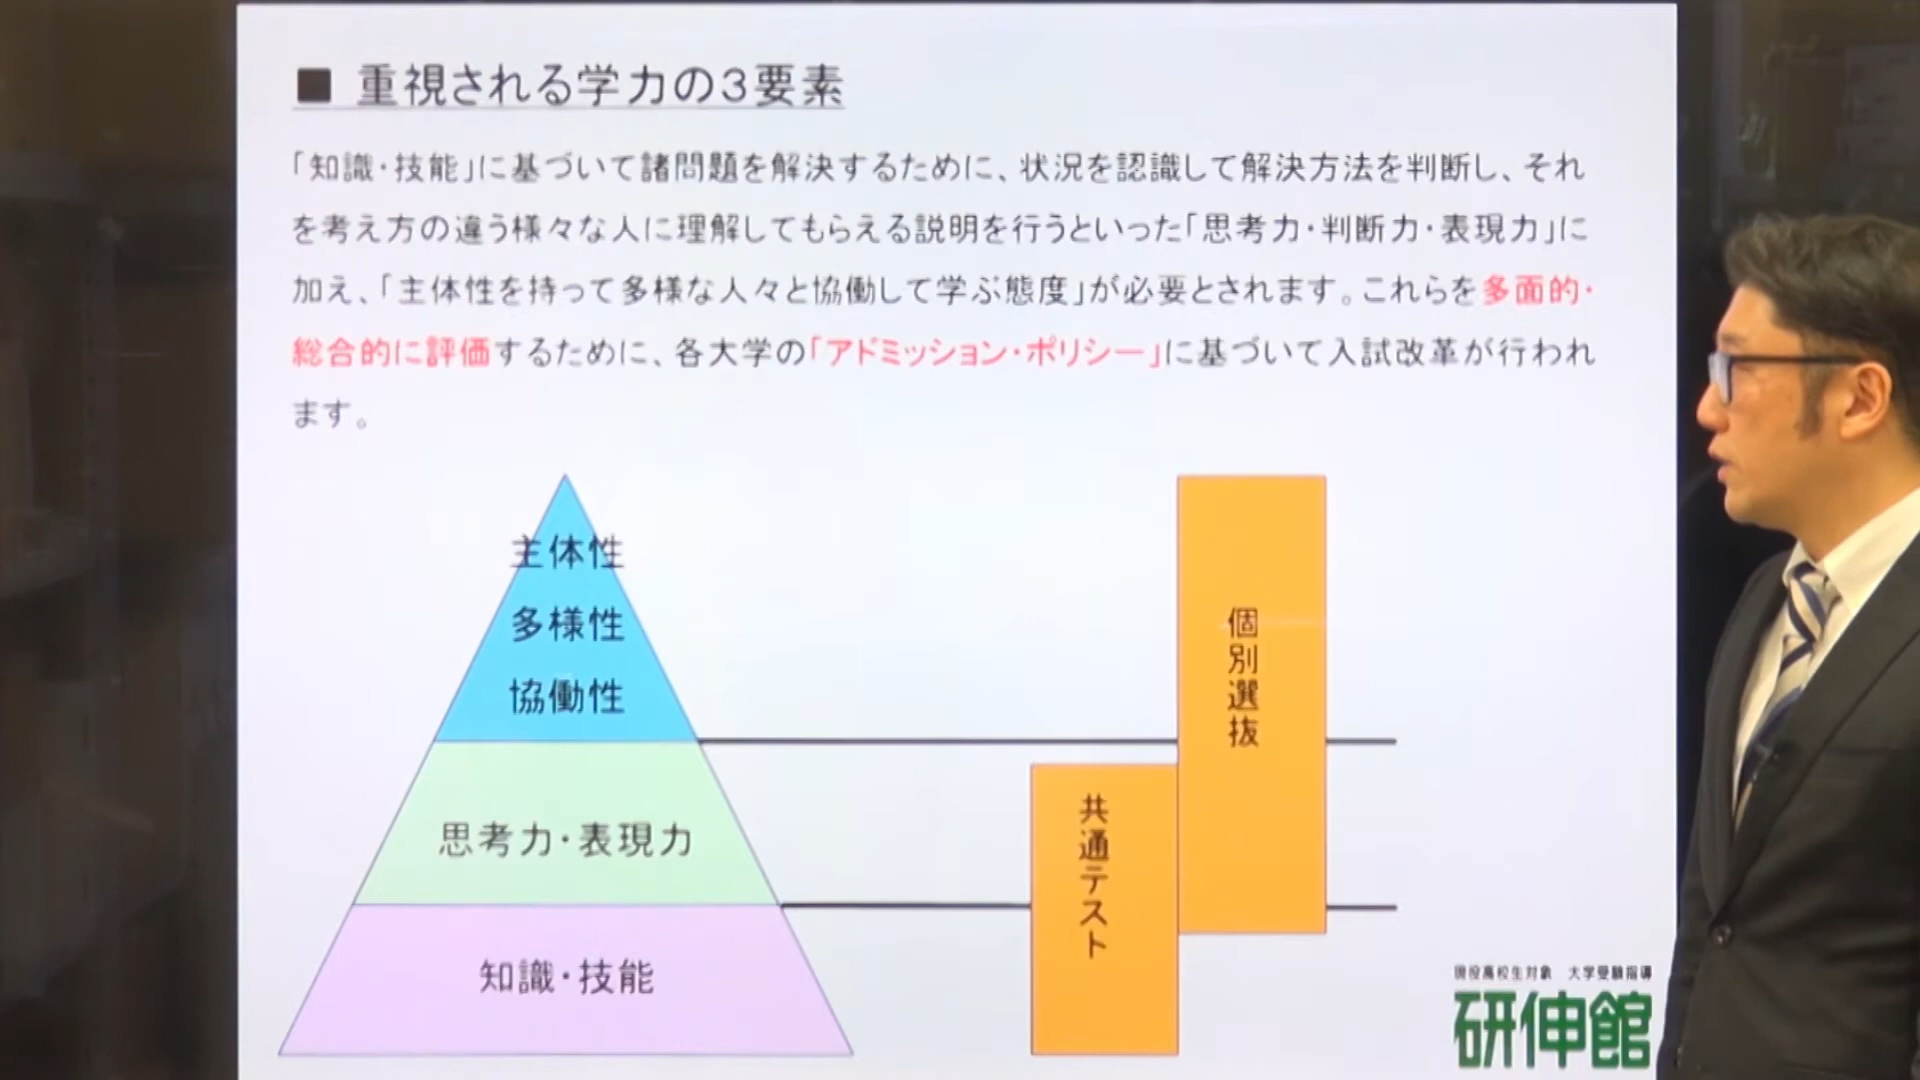 ■ 重視される学力の3要素
「知識・技能」に基づいて諸問題を解決するために、状況を認識して解決方法を判断し、それ
を考え方の違う様々な人に理解してもらえる説明を行うといった「思考力・判断力・表現力」に
加え、「主体性を持って多様な人々と協働して学ぶ態度」が必要とされます。これらを多面的・
総合的に評価するために、各大学の「アドミッション・ポリシー」に基づいて入試改革が行われ
ます。
主体性
多様性
協働性
思考力・表現力
知識・技能
共通テスト
個別選抜
現役高校生対象 大学受験指導
研伸館